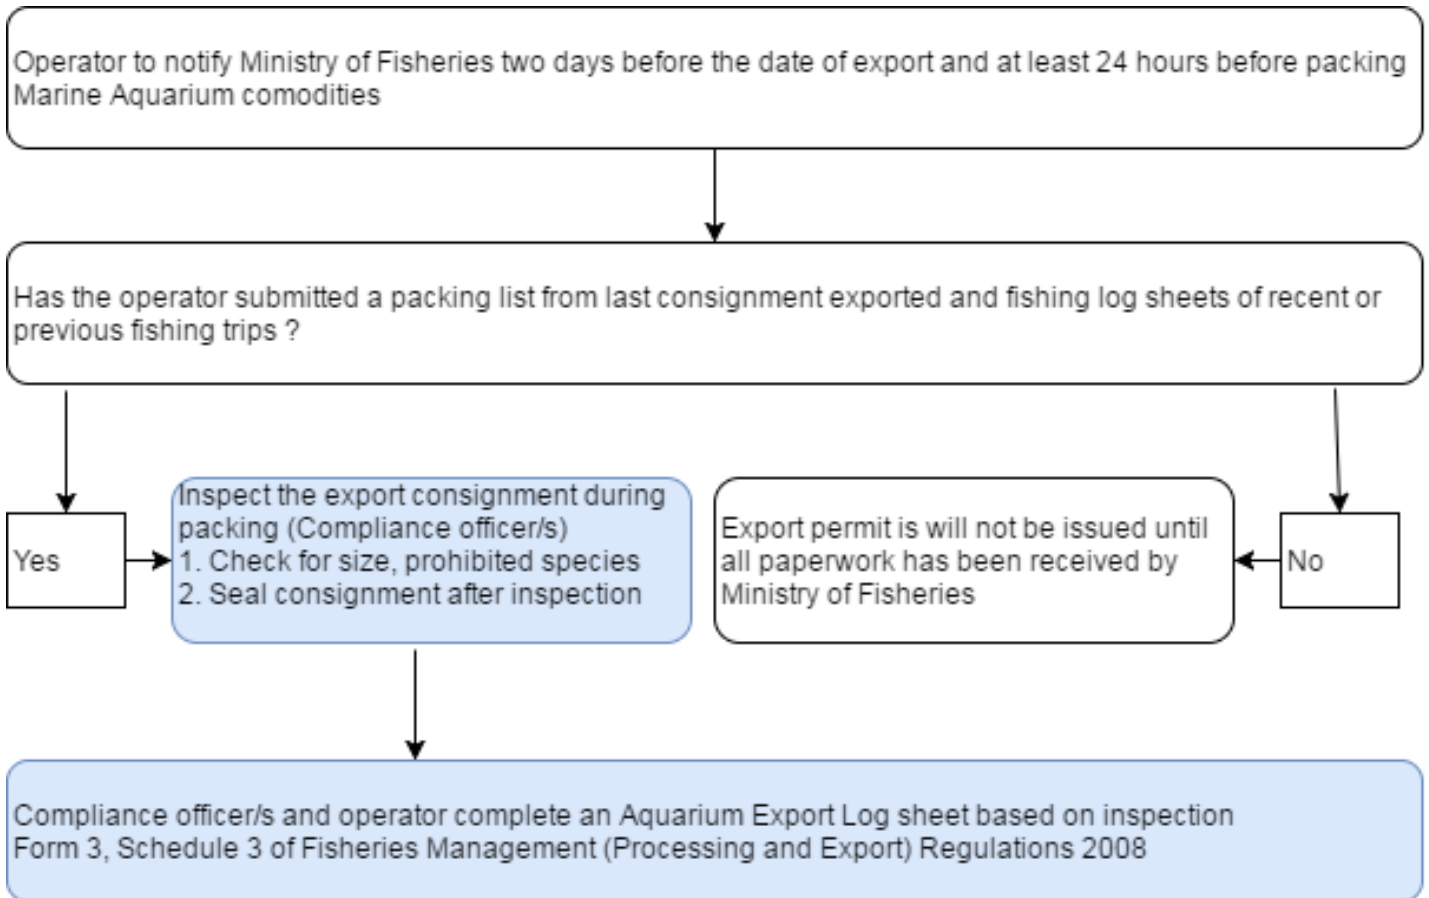 Operator to notify Ministry of Fisheries two days before the date of export and at least 24 hours before packing
Marine Aquarium comodities
Has the operator submitted a packing list from last consignment exported and fishing log sheets of recent or
previous fishing trips ?
Yes
Inspect the export consignment during
packing (Compliance officer/s)
1. Check for size, prohibited species
2. Seal consignment after inspection
Export permit is will not be issued until
all paperwork has been received by
Ministry of Fisheries
No
Compliance officer/s and operator complete an Aquarium Export Log sheet based on inspection
Form 3, Schedule 3 of Fisheries Management (Processing and Export) Regulations 2008